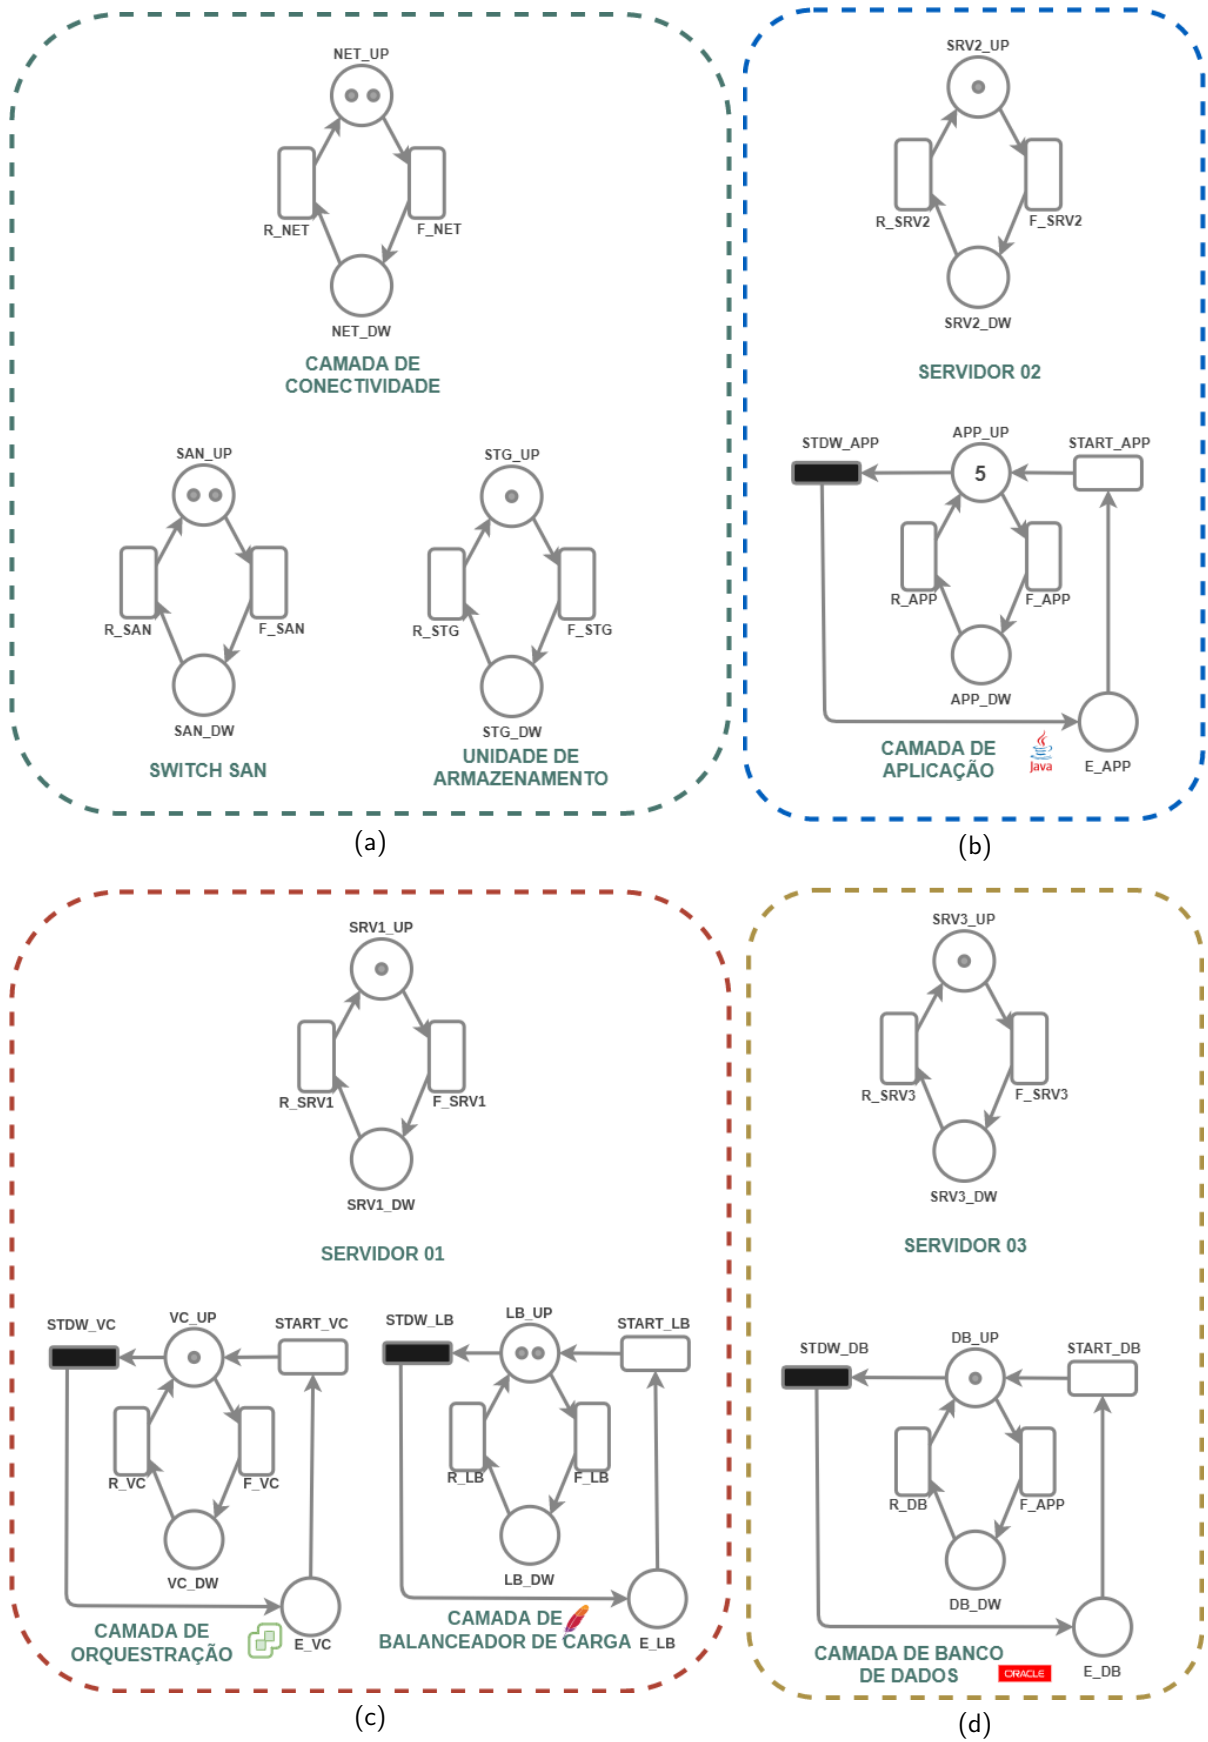 NET_UP
R_NET
F_NET
NET_DW
CAMADA DE
CONECTIVIDADE
SAN_UP
R_SAN
F_SAN
SAN_DW
SWITCH SAN
STG_UP
R_STG
F_STG
STG_DW
UNIDADE DE
ARMAZENAMENTO
(a)
SRV2_UP
R_SRV2
F_SRV2
SRV2_DW
SERVIDOR 02
STDW_APP
APP_UP
START_APP
5
R_APP
F_APP
APP_DW
CAMADA DE
APLICAÇÃO
Java
E_APP
(b)
SRV1_UP
R_SRV1
F_SRV1
SRV1_DW
SERVIDOR 01
STDW_VC
VC_UP
START_VC
R_VC
F_VC
VC_DW
CAMADA DE
ORQUESTRAÇÃO
E_VC
STDW_LB
LB_UP
START_LB
R_LB
F_LB
LB_DW
CAMADA DE
BALANCEADOR DE CARGA
E_LB
(c)
SRV3_UP
R_SRV3
F_SRV3
SRV3_DW
SERVIDOR 03
STDW_DB
DB_UP
START_DB
R_DB
F_APP
DB_DW
CAMADA DE BANCO
DE DADOS
ORACLE
E_DB
(d)